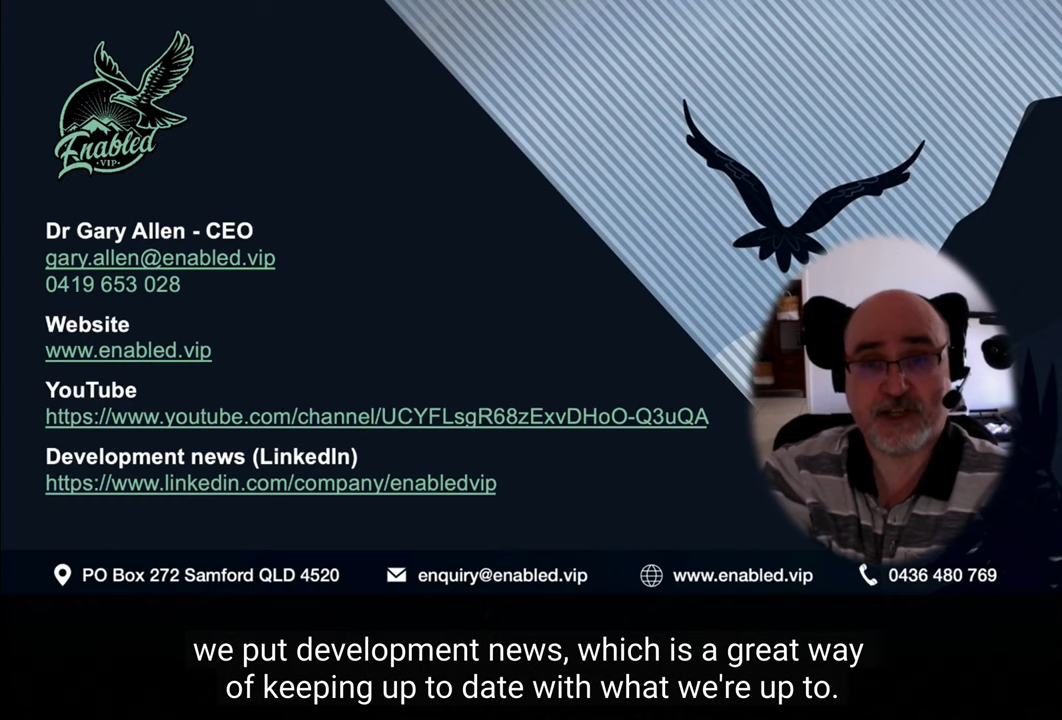 Enabled
·VIP·
Dr Gary Allen - CEO
gary.allen@enabled.vip
0419 653 028
Website
www.enabled.vip
YouTube
https://www.youtube.com/channel/UCYFLsgR68zExvDHoO-Q3uQA
Development news (LinkedIn)
https://www.linkedin.com/company/enabledvip
PO Box 272 Samford QLD 4520 enquiry@enabled.vip www.enabled.vip 0436 480 769
we put development news, which is a great way
of keeping up to date with what we're up to.